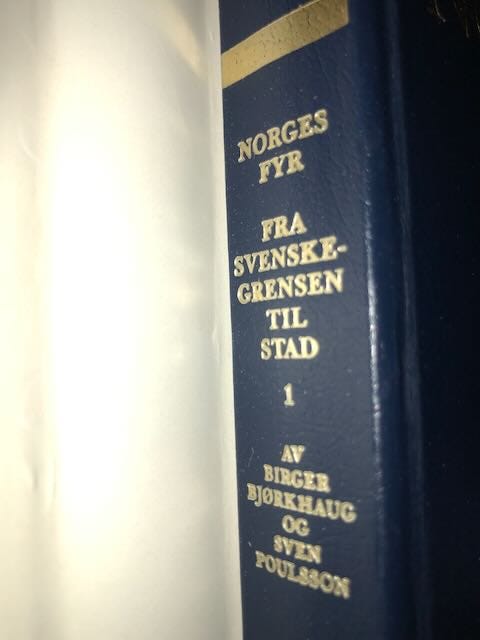 NORGES
FYR
FRA
SVENSKE-
GRENSEN
TIL
STAD
1
AV
BIRGER
BJØRKHAUG
OG
SVEN
POULSSON